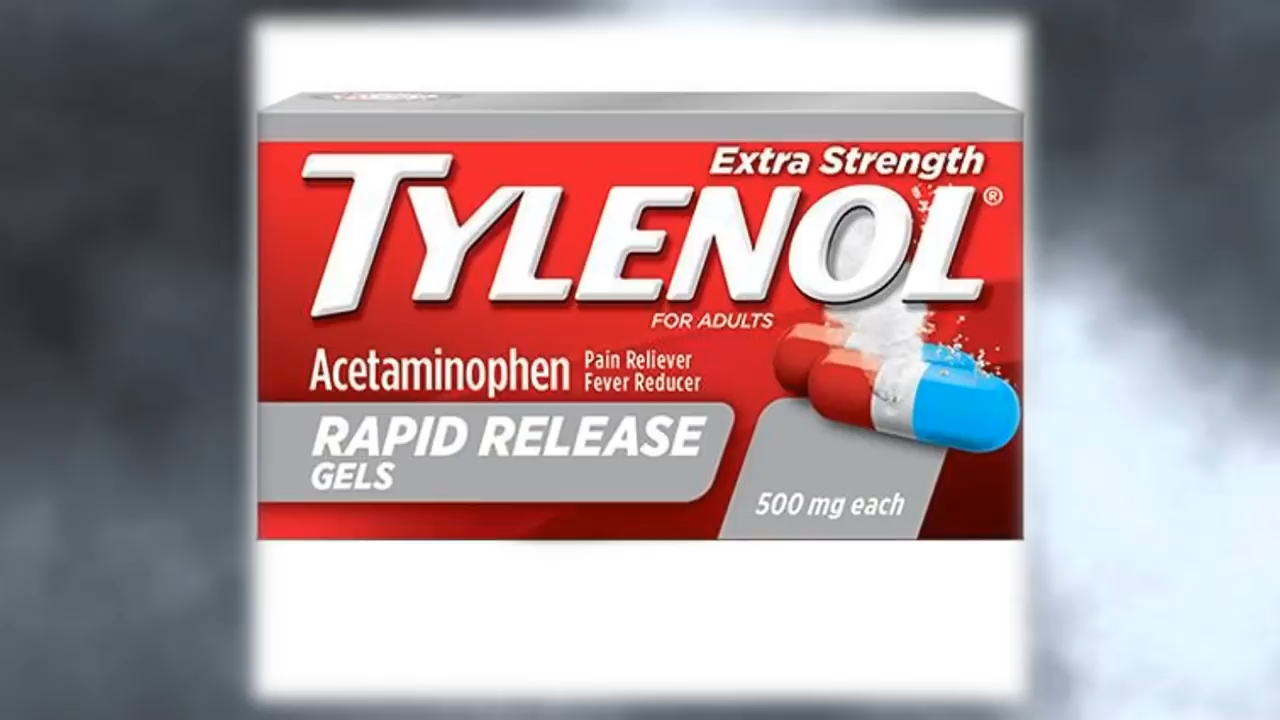 Extra Strength
TYLENOL®
FOR ADULTS
Acetaminophen
Pain Reliever
Fever Reducer
RAPID RELEASE
GELS
500 mg each